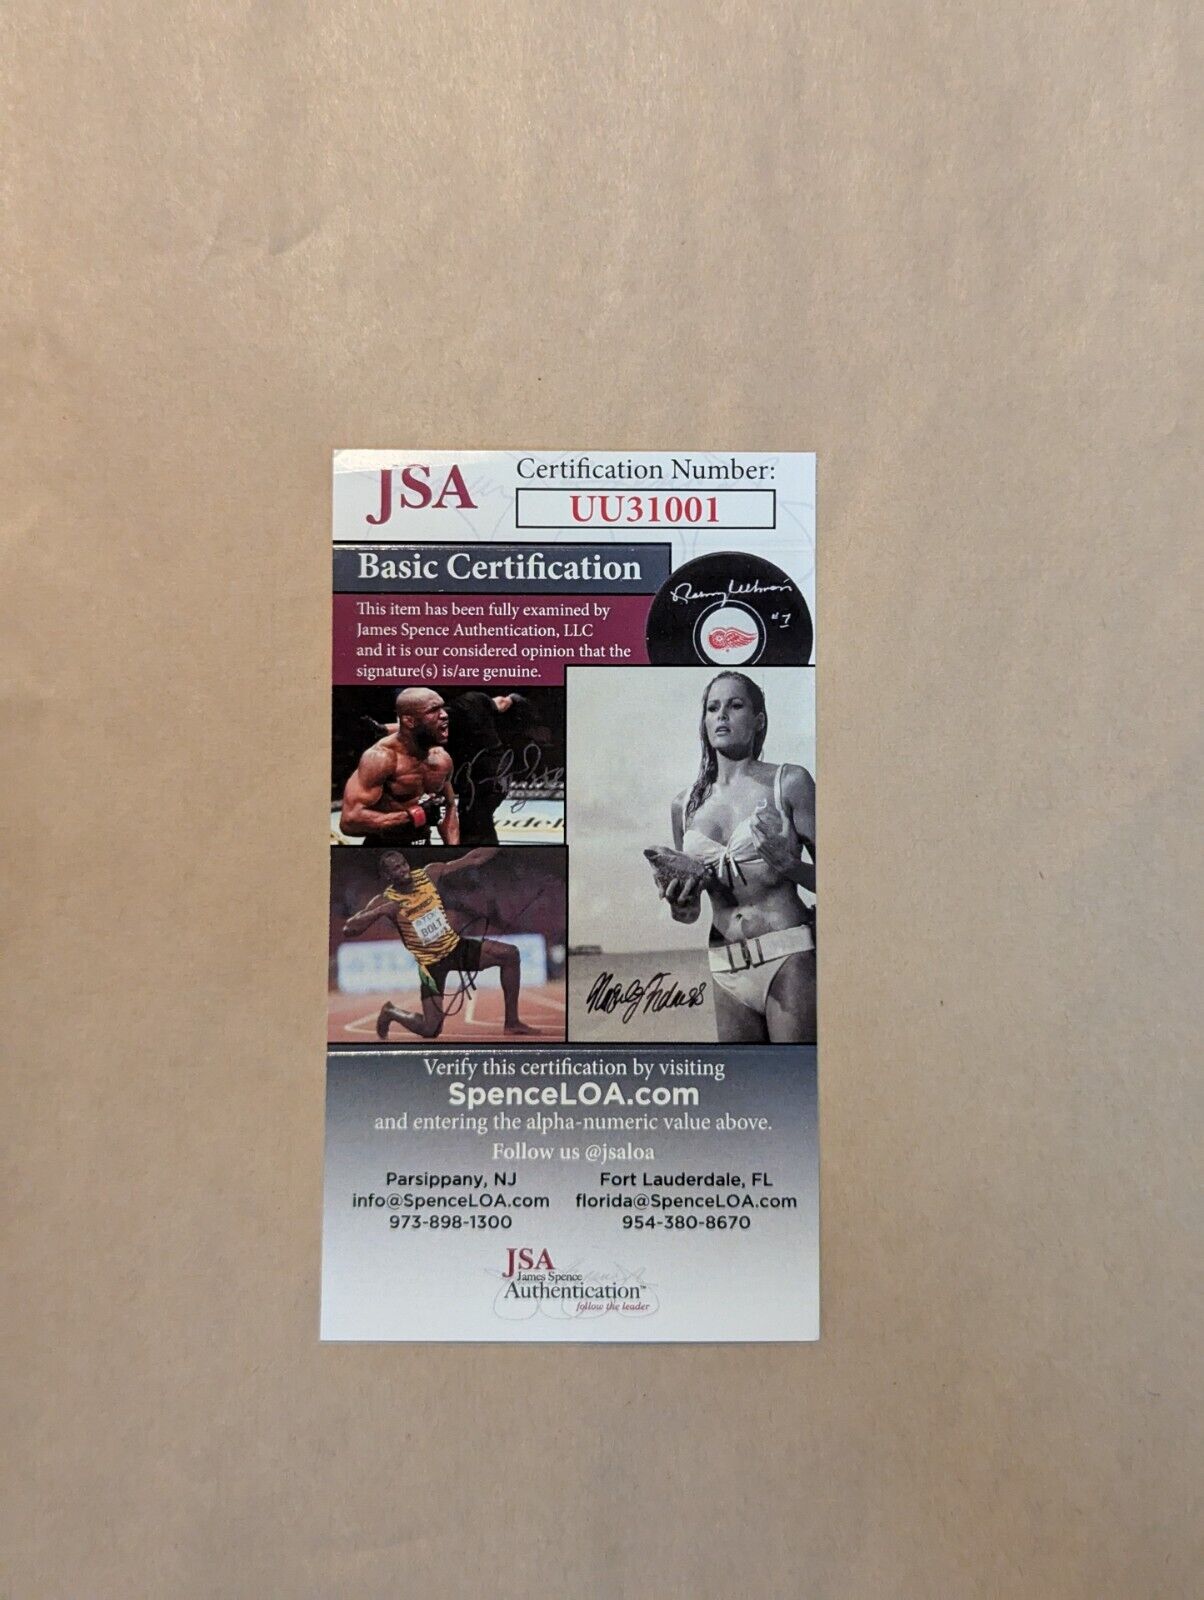 JSA
Certification Number:
UU31001
Basic Certification
This item has been fully examined by
James Spence Authentication, LLC
and it is our considered opinion that the
signature(s) is/are genuine.
#7
BOLT
Verify this certification by visiting
SpenceLOA.com
and entering the alpha-numeric value above.
Follow us @jsaloa
Parsippany, NJ
info@SpenceLOA.com
973-898-1300
Fort Lauderdale, FL
florida@SpenceLOA.com
954-380-8670
JSA
James Spence
Authentication™
follow the leader